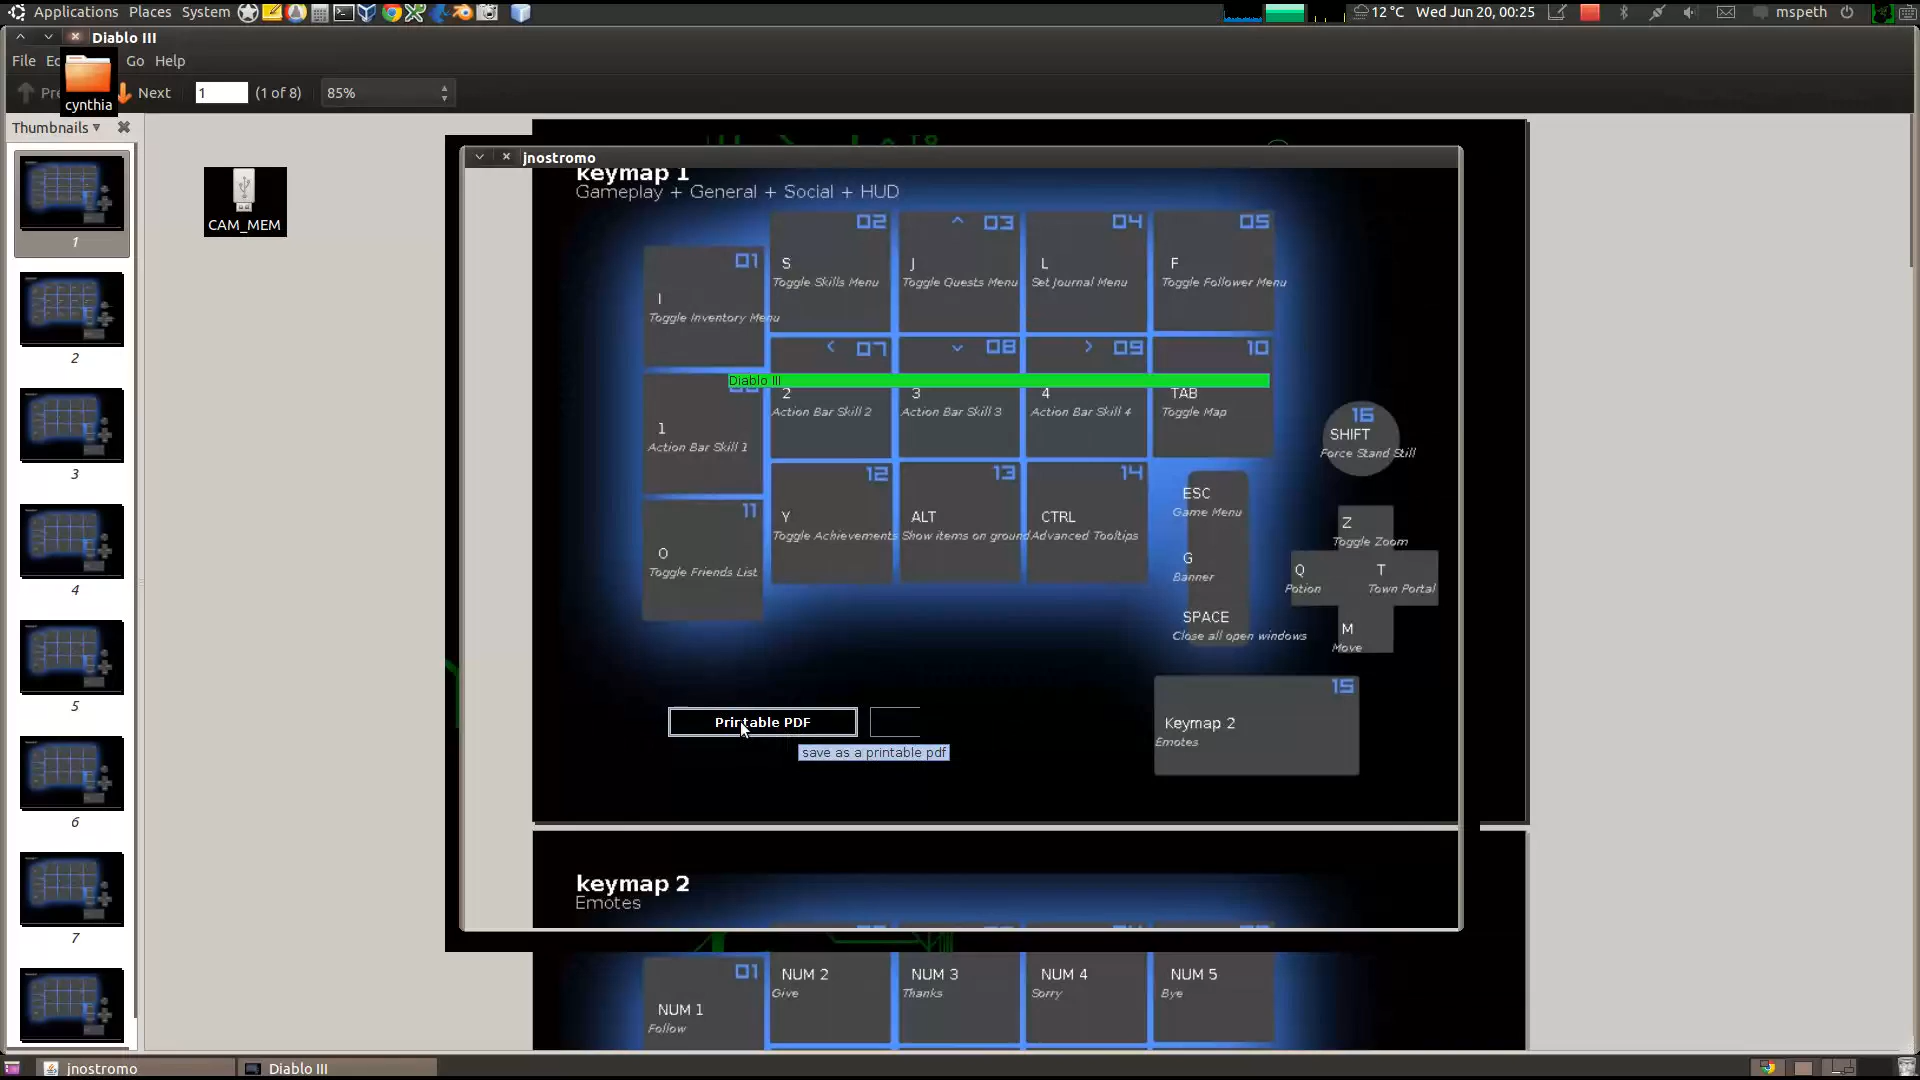 Applications Places System
12 °C Wed Jun 20, 00:25 mspeth
Diablo III
File Go Help
cynthia
Next 1 (1 of 8) 85%
Thumbnails
1
2
3
4
5
6
7
CAM_MEM
jnostromo
keymap 1
Gameplay + General + Social + HUD
01
I
Toggle Inventory Menu
02
S
Toggle Skills Menu
^ 03
J
Toggle Quests Menu
04
L
Set Journal Menu
05
F
Toggle Follower Menu
Diablo III
1
Action Bar Skill 1
< 07
2
Action Bar Skill 2
08
3
Action Bar Skill 3
> 09
4
Action Bar Skill 4
10
TAB
Toggle Map
11
O
Toggle Friends List
12
Y
Toggle Achievements
13
ALT
Show items on ground
14
CTRL
Advanced Tooltips
ESC
Game Menu
G
Banner
SPACE
Close all open windows
16
SHIFT
Force Stand Still
Z
Toggle Zoom
Q
Potion
T
Town Portal
M
Move
15
Keymap 2
Emotes
Printable PDF
save as a printable pdf
keymap 2
Emotes
01
NUM 1
Follow
NUM 2
Give
NUM 3
Thanks
NUM 4
Sorry
NUM 5
Bye
jnostromo
Diablo III